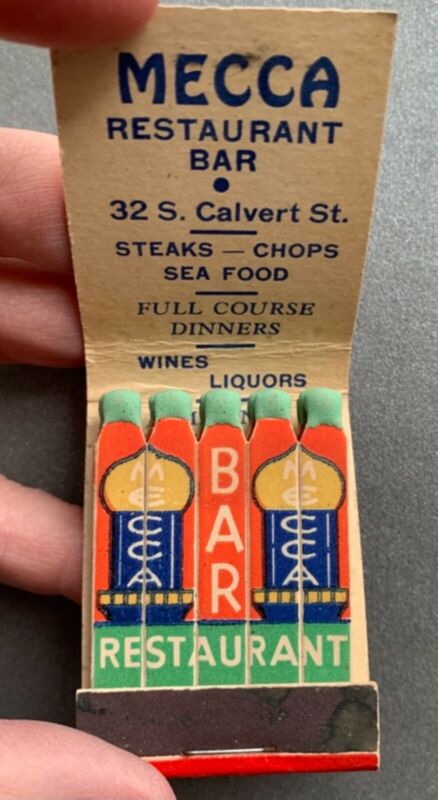 MECCA
RESTAURANT
BAR
32 S. Calvert St.
STEAKS — CHOPS
SEA FOOD
FULL COURSE
DINNERS
WINES
LIQUORS
MECCA
BAR
MECCA
RESTAURANT